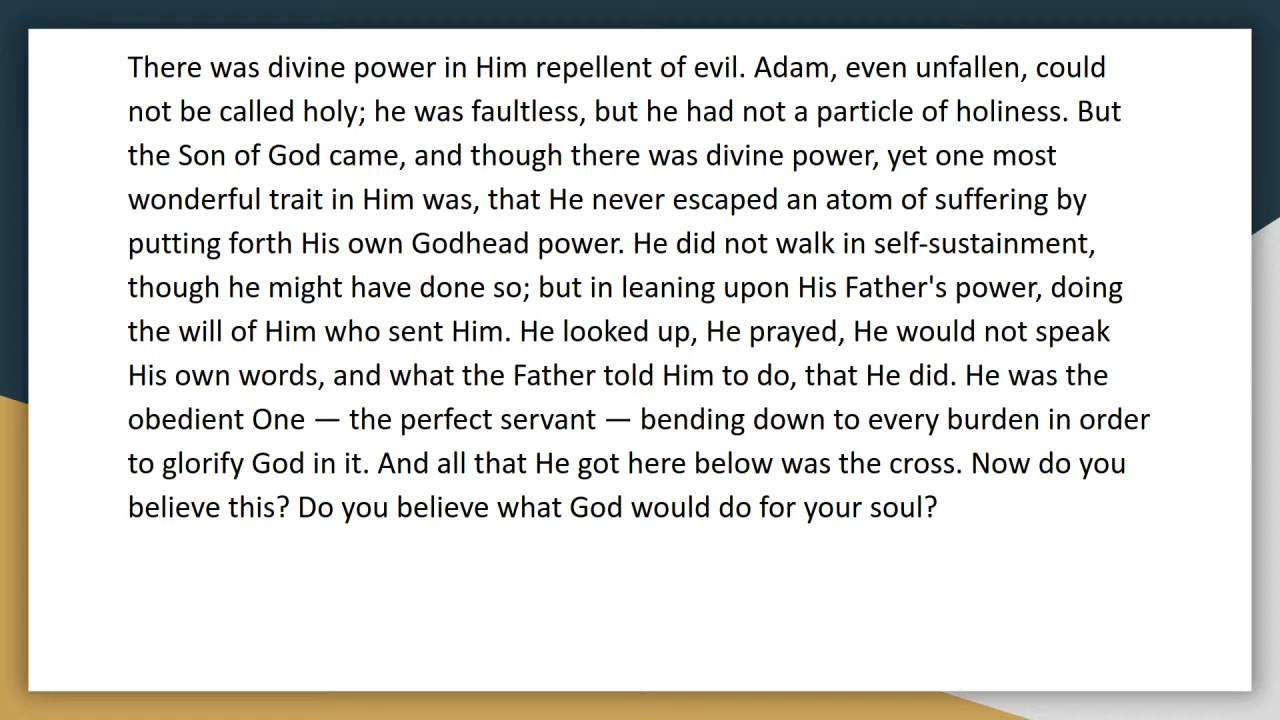 There was divine power in Him repellent of evil. Adam, even unfallen, could
not be called holy; he was faultless, but he had not a particle of holiness. But
the Son of God came, and though there was divine power, yet one most
wonderful trait in Him was, that He never escaped an atom of suffering by
putting forth His own Godhead power. He did not walk in self-sustainment,
though he might have done so; but in leaning upon His Father's power, doing
the will of Him who sent Him. He looked up, He prayed, He would not speak
His own words, and what the Father told Him to do, that He did. He was the
obedient One — the perfect servant — bending down to every burden in order
to glorify God in it. And all that He got here below was the cross. Now do you
believe this? Do you believe what God would do for your soul?